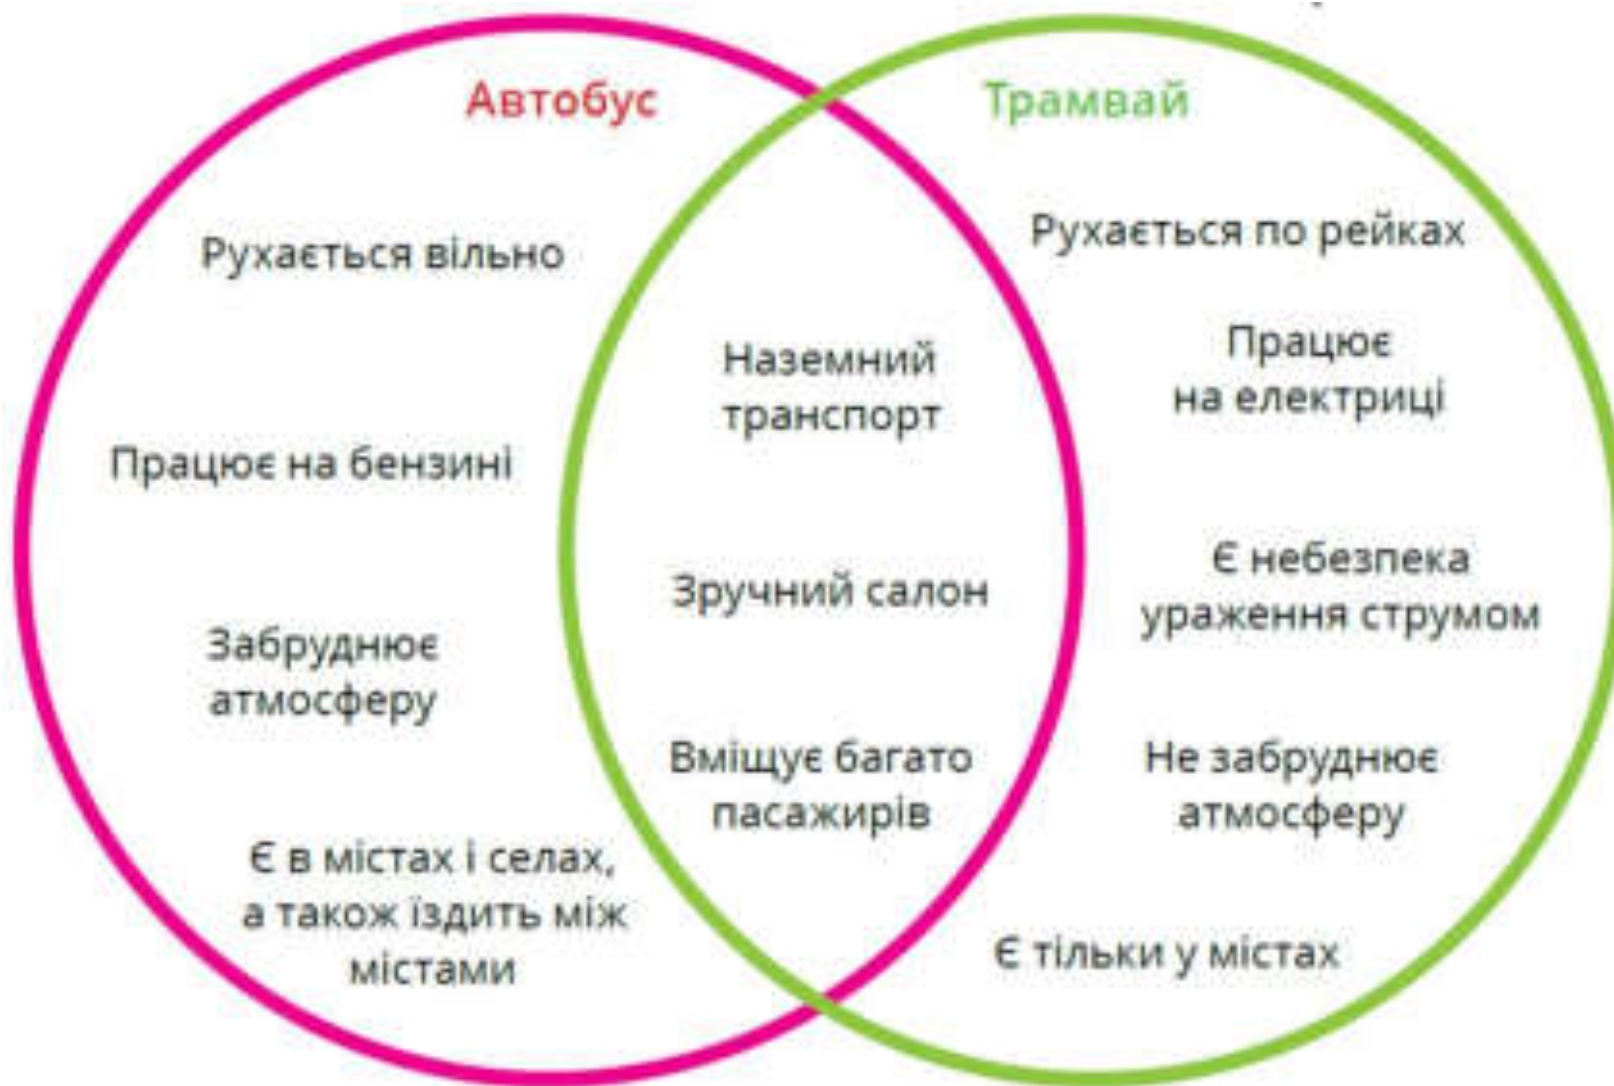 Автобус
Рухається вільно
Працює на бензині
Забруднює
атмосферу
Є в містах і селах,
а також їздить між
містами
Наземний
транспорт
Зручний салон
Вміщує багато
пасажирів
Трамвай
Рухається по рейках
Працює
на електриці
Є небезпека
ураження струмом
Не забруднює
атмосферу
Є тільки у містах